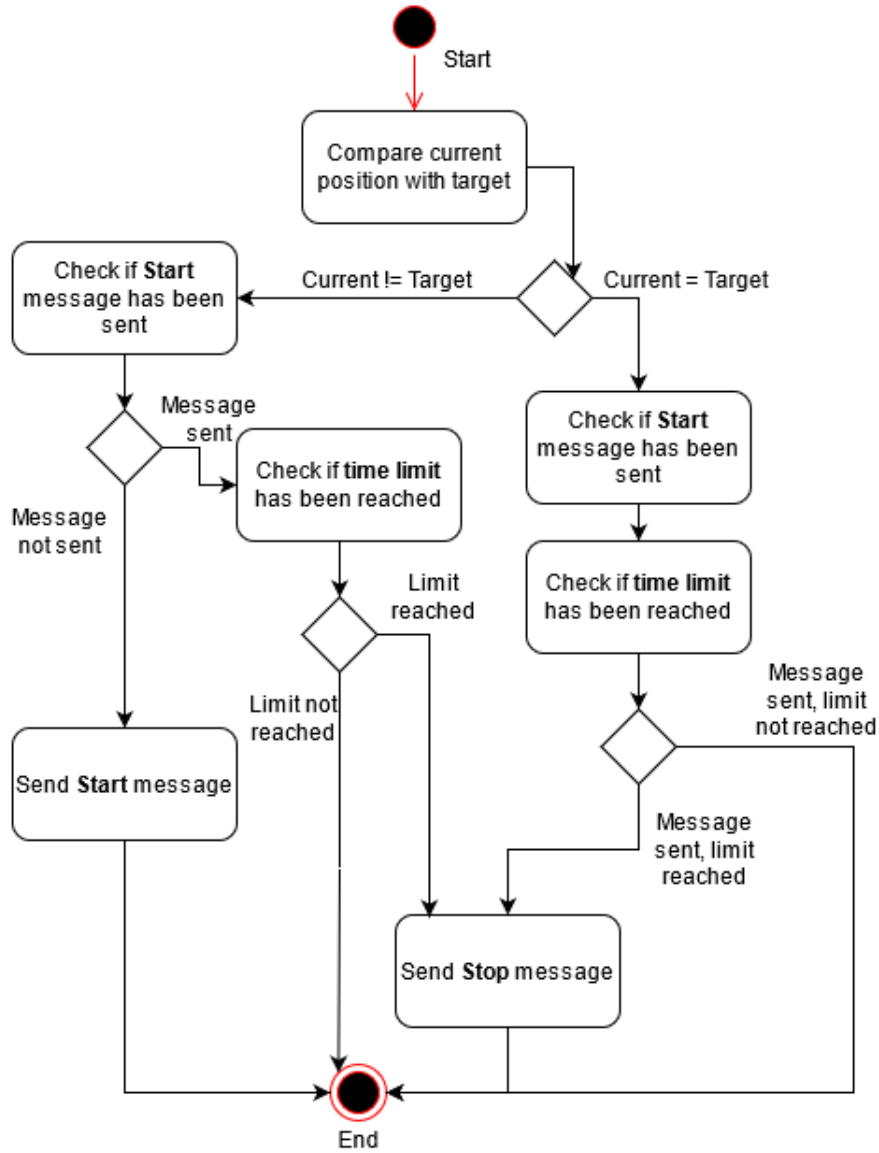 Start
Compare current
position with target
Check if Start
message has been
sent
Current != Target
Current = Target
Message
sent
Check if time limit
has been reached
Check if Start
message has been
sent
Message
not sent
Limit
reached
Check if time limit
has been reached
Limit not
reached
Message
sent, limit
not reached
Send Start message
Message
sent, limit
reached
Send Stop message
End